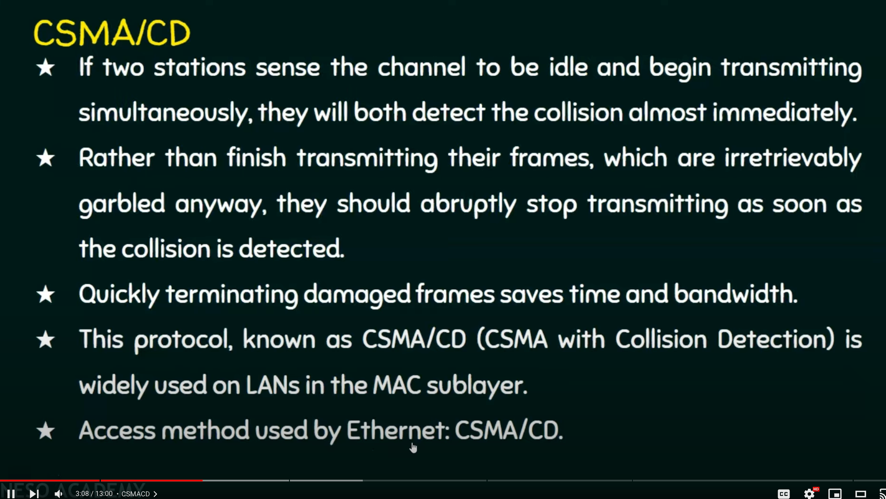 CSMA/CD
★ If two stations sense the channel to be idle and begin transmitting
simultaneously, they will both detect the collision almost immediately.
★ Rather than finish transmitting their frames, which are irretrievably
garbled anyway, they should abruptly stop transmitting as soon as
the collision is detected.
★ Quickly terminating damaged frames saves time and bandwidth.
★ This protocol, known as CSMA/CD (CSMA with Collision Detection) is
widely used on LANs in the MAC sublayer.
★ Access method used by Ethernet: CSMA/CD.
NESO ACADEMY
3:08 / 13:00 • CSMACD
CC HD